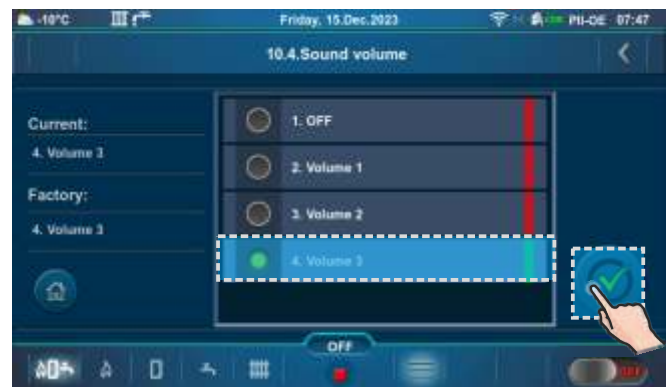 -10°C Friday, 15.Dec.2023 PII-OE 07:47
10.4.Sound volume
Current:
4. Volume 3
Factory:
4. Volume 3
1. OFF
2. Volume 1
3. Volume 2
4. Volume 3
OFF
OFF